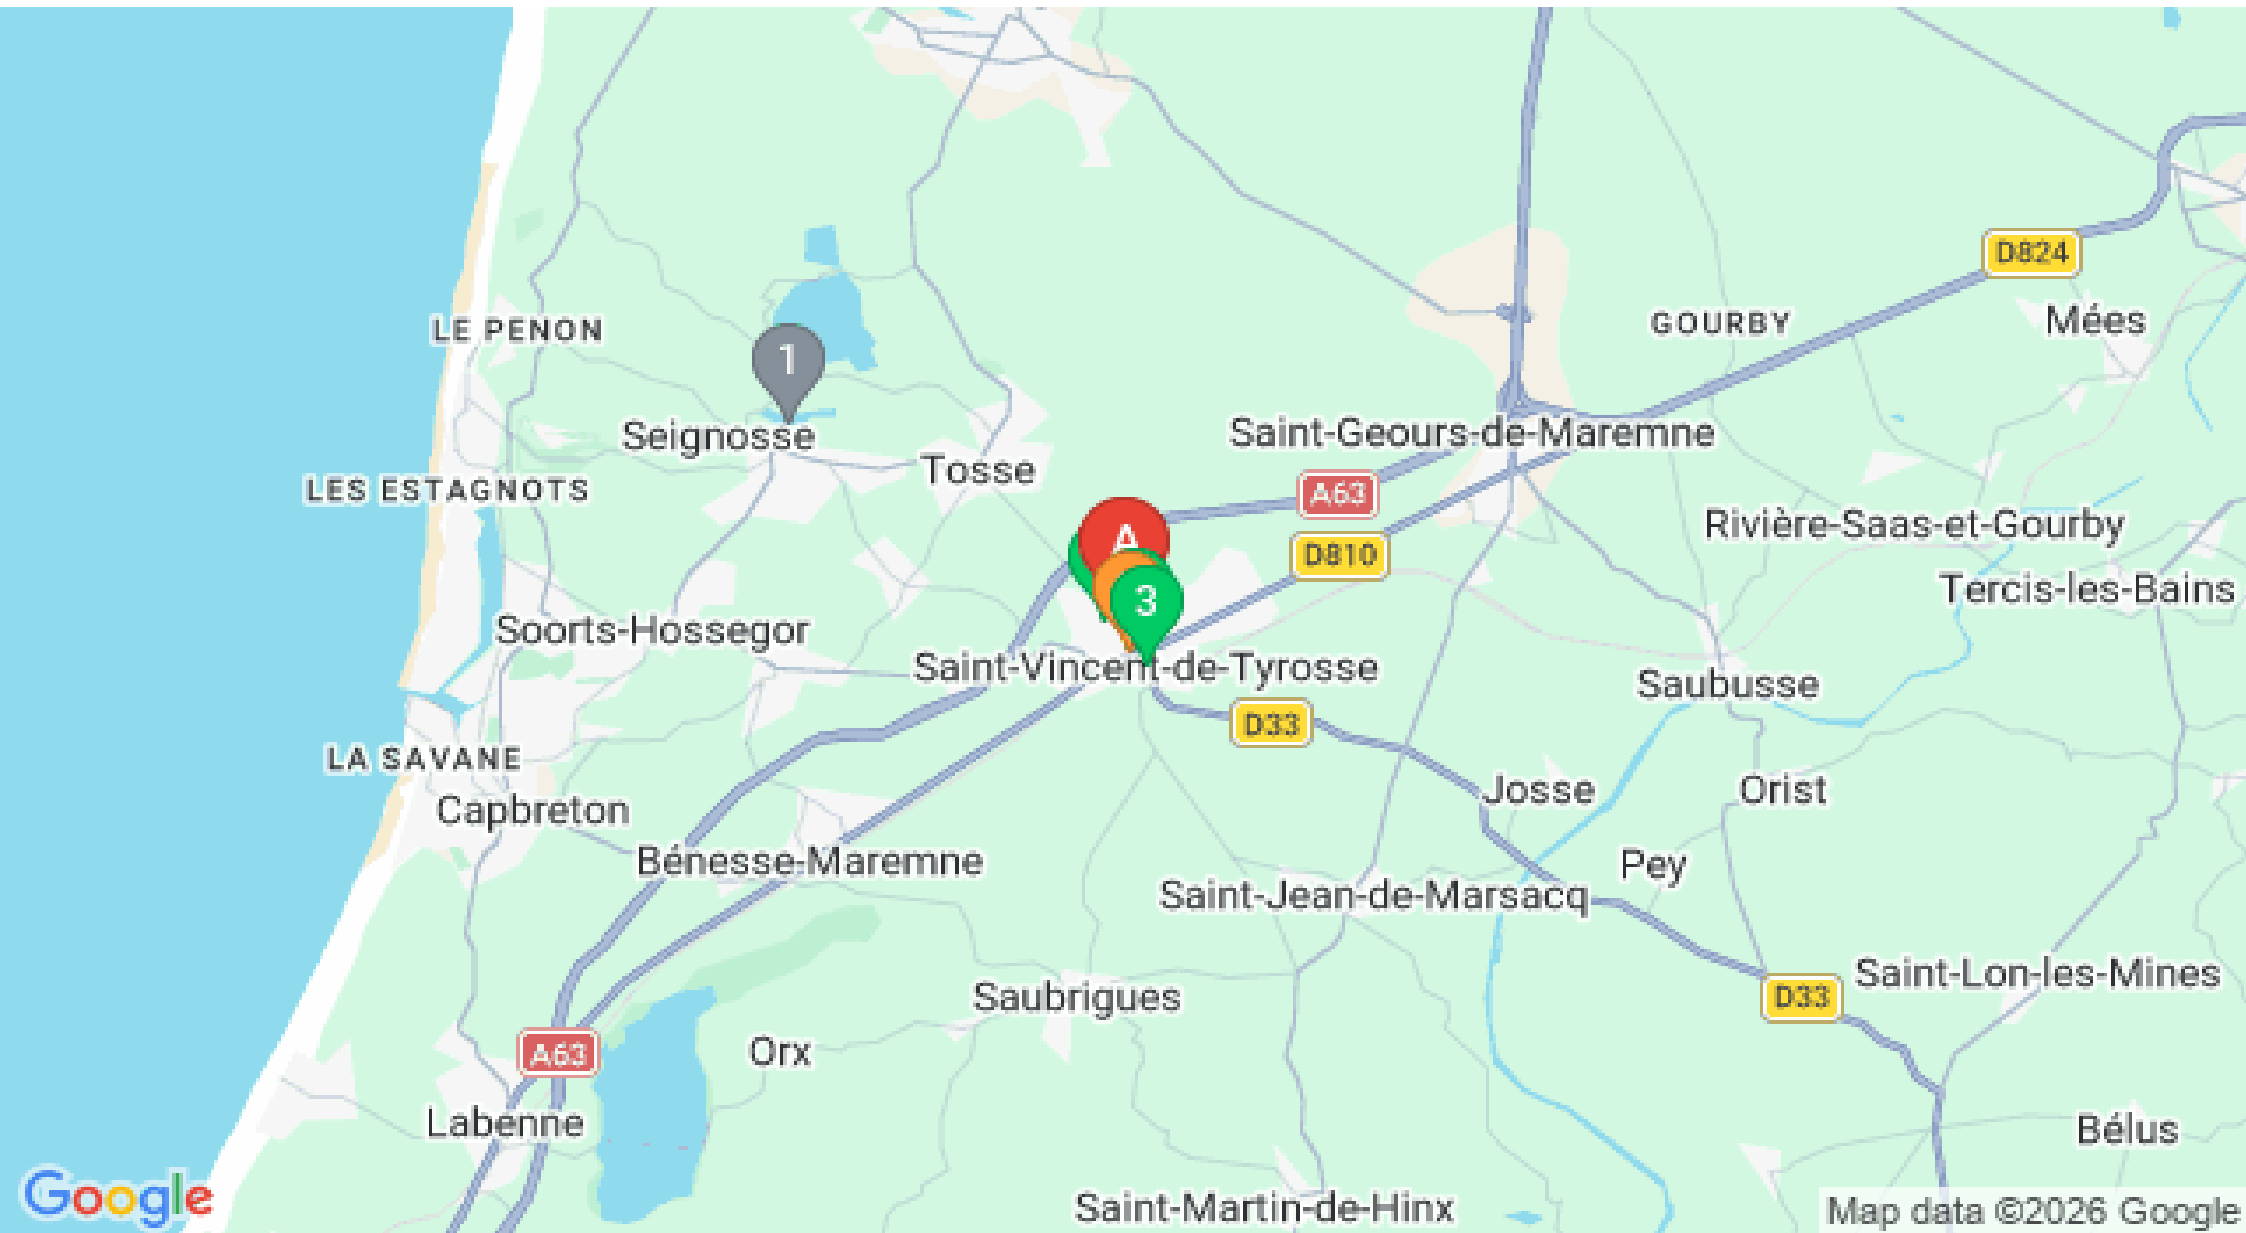 D824
Mées
LE PENON
GOURBY
1
Seignosse
Saint-Geours-de-Maremne
Tosse
LES ESTAGNOTS
A63
Rivière-Saas-et-Gourby
A
D810
Tercis-les-Bains
3
Soorts-Hossegor
Saint-Vincent-de-Tyrosse
Saubusse
D33
LA SAVANE
Josse
Orist
Capbreton
Bénesse-Maremne
Pey
Saint-Jean-de-Marsacq
Saint-Lon-les-Mines
Saubrigues
D33
Orx
A63
Labenne
Bélus
Google
Saint-Martin-de-Hinx
Map data ©2026 Google